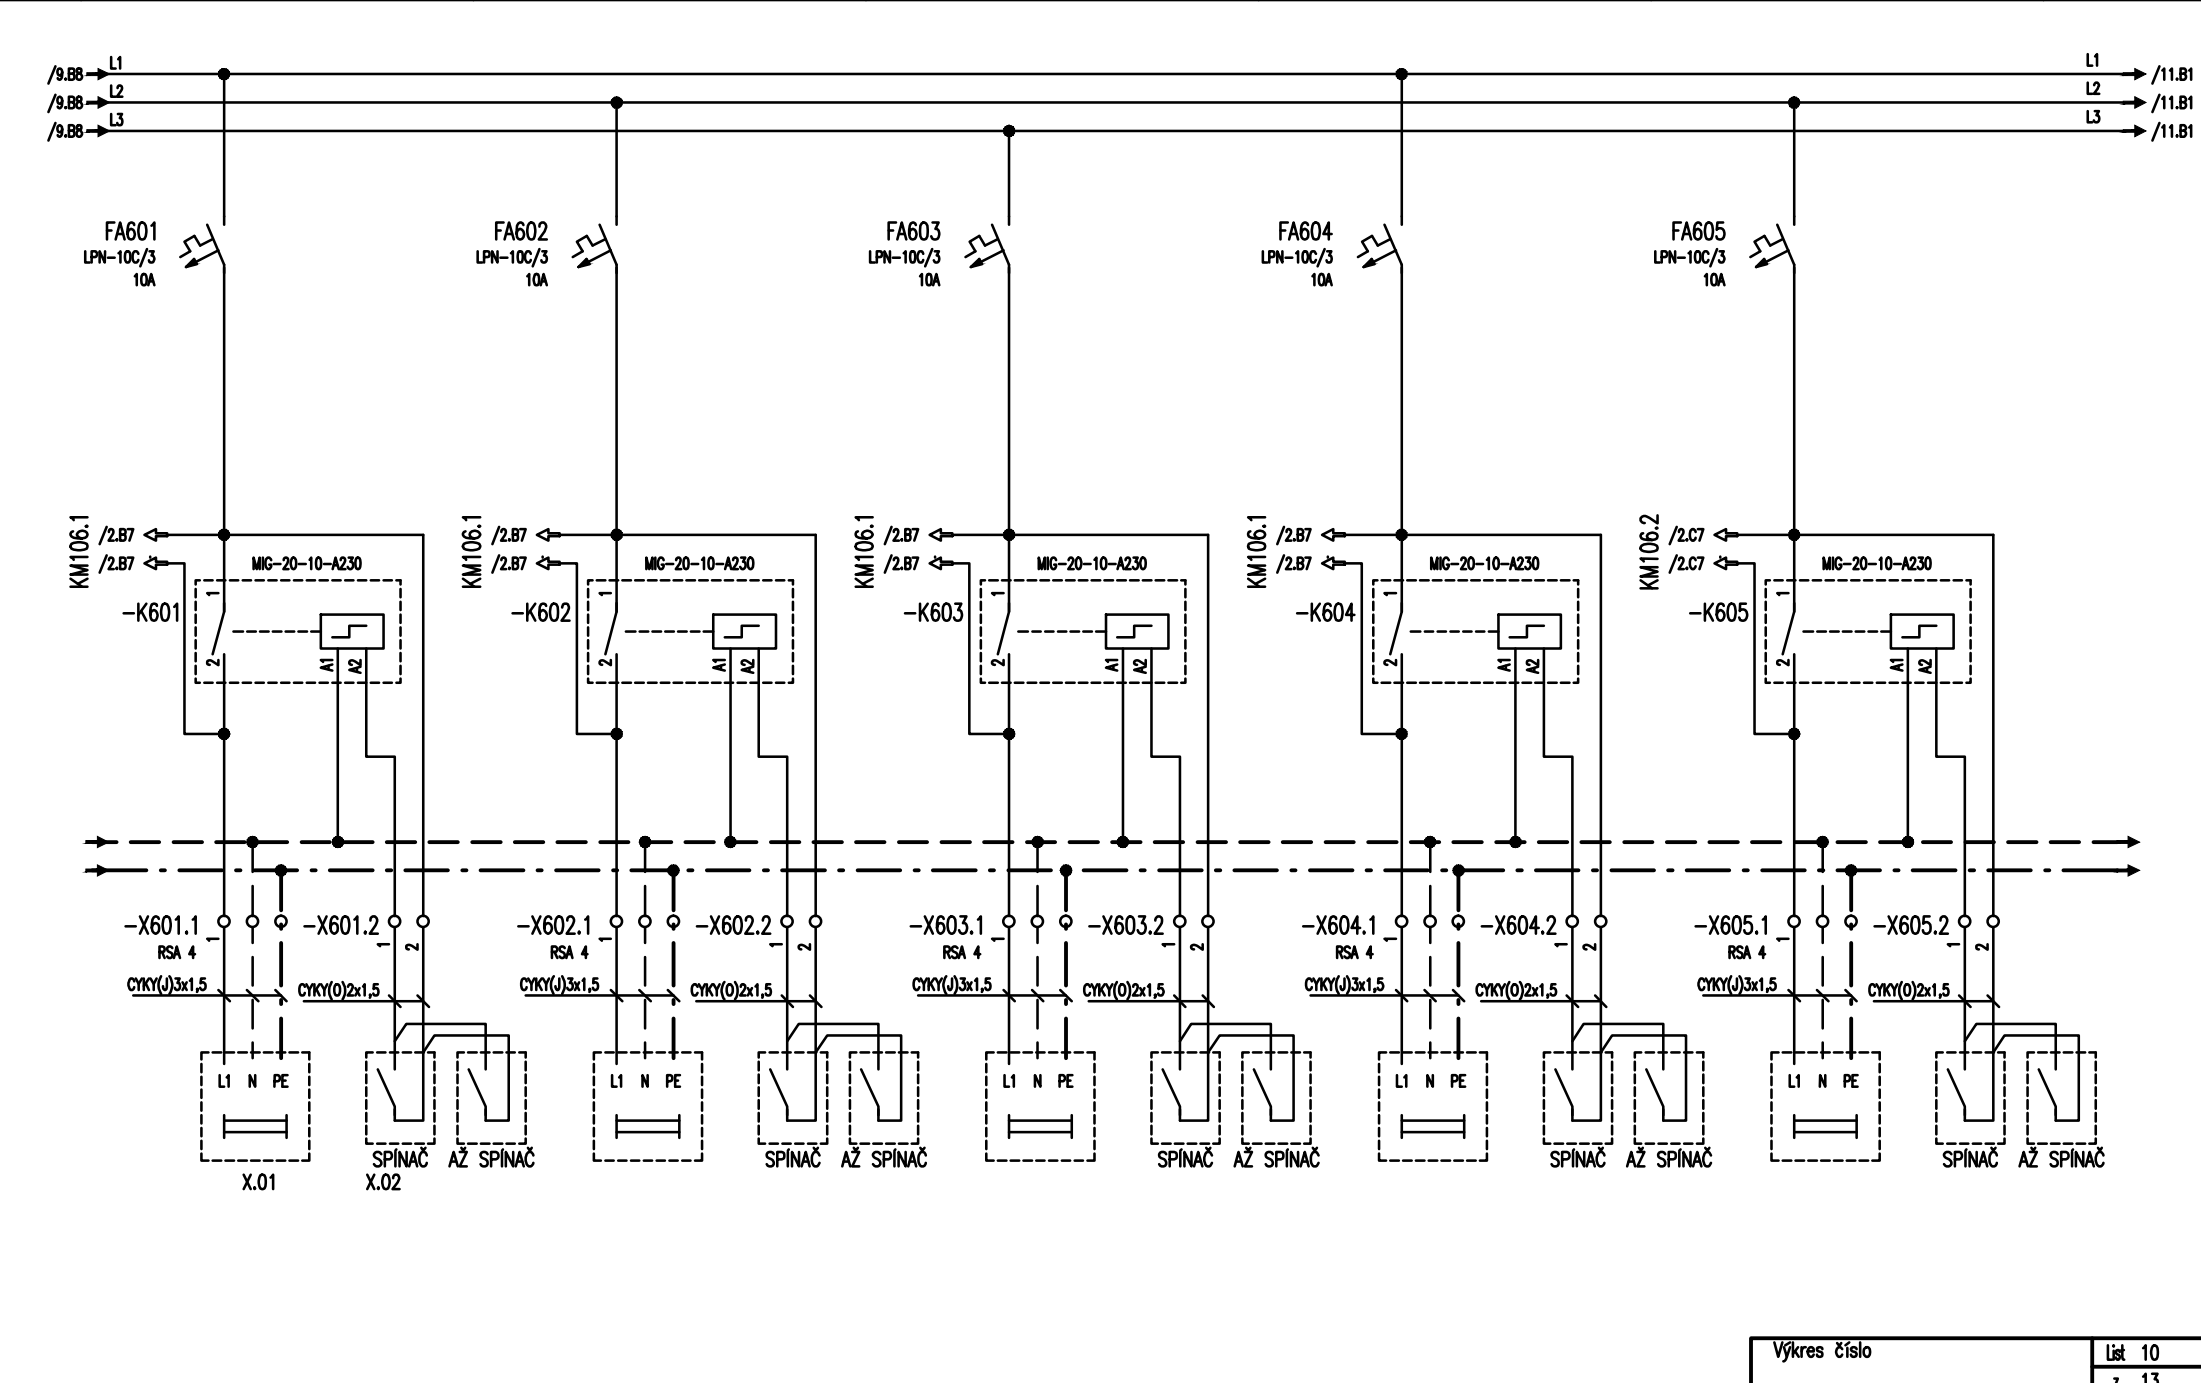 /9.B8 L1 L1 /11.B1
/9.B8 L2 L2 /11.B1
/9.B8 L3 L3 /11.B1
FA601 FA602 FA603 FA604 FA605
LPN-10C/3 LPN-10C/3 LPN-10C/3 LPN-10C/3 LPN-10C/3
10A 10A 10A 10A 10A
KM106.1 /2.B7 KM106.1 /2.B7 KM106.1 /2.B7 KM106.1 /2.B7 KM106.2 /2.C7
/2.B7 MIG-20-10-A230 /2.B7 MIG-20-10-A230 /2.B7 MIG-20-10-A230 /2.B7 MIG-20-10-A230 /2.C7 MIG-20-10-A230
1 1 1 1 1
-K601 -K602 -K603 -K604 -K605
2 A1 A2 2 A1 A2 2 A1 A2 2 A1 A2 2 A1 A2
-X601.1 -X601.2 -X602.1 -X602.2 -X603.1 -X603.2 -X604.1 -X604.2 -X605.1 -X605.2
1 1 2 1 1 2 1 1 2 1 1 2 1 1 2
RSA 4 RSA 4 RSA 4 RSA 4 RSA 4
CYKY(J)3x1,5 CYKY(O)2x1,5 CYKY(J)3x1,5 CYKY(O)2x1,5 CYKY(J)3x1,5 CYKY(O)2x1,5 CYKY(J)3x1,5 CYKY(O)2x1,5 CYKY(J)3x1,5 CYKY(O)2x1,5
L1 N PE L1 N PE L1 N PE L1 N PE L1 N PE
SPÍNAČ AŽ SPÍNAČ SPÍNAČ AŽ SPÍNAČ SPÍNAČ AŽ SPÍNAČ SPÍNAČ AŽ SPÍNAČ SPÍNAČ AŽ SPÍNAČ
X.01 X.02
Výkres číslo List 10
z 13